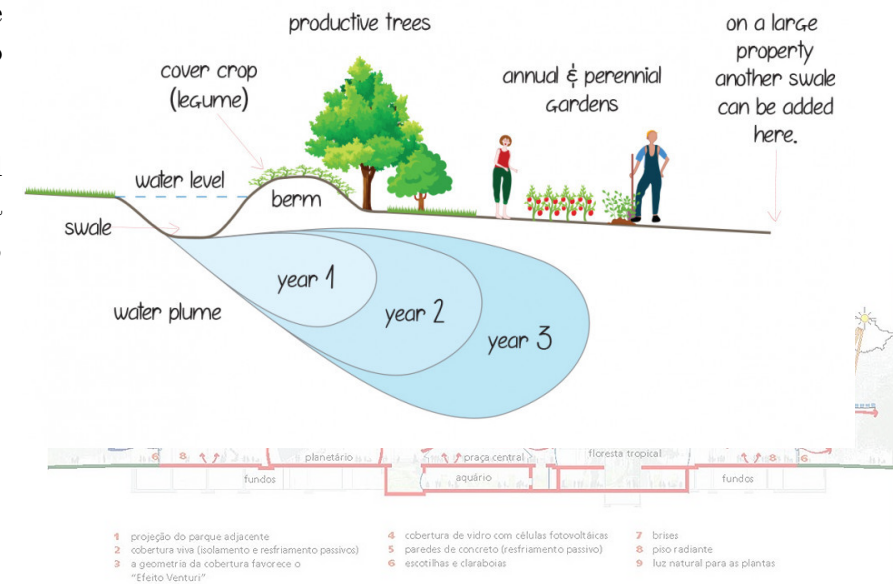 productive trees
cover crop
(legume)
annual & perennial
gardens
on a large
property
another swale
can be added
here.
water level
berm
swale
year 1
water plume
year 2
year 3
6 8
planetário
praça central
floresta tropical
8 6
fundos
aquário
fundos
1 projeção do parque adjacente
2 cobertura viva (isolamento e resfriamento passivos)
3 a geometria da cobertura favorece o
"Efeito Venturi"
4 cobertura de vidro com células fotovoltáicas
5 paredes de concreto (resfriamento passivo)
6 escotilhas e claraboias
7 brises
8 piso radiante
9 luz natural para as plantas